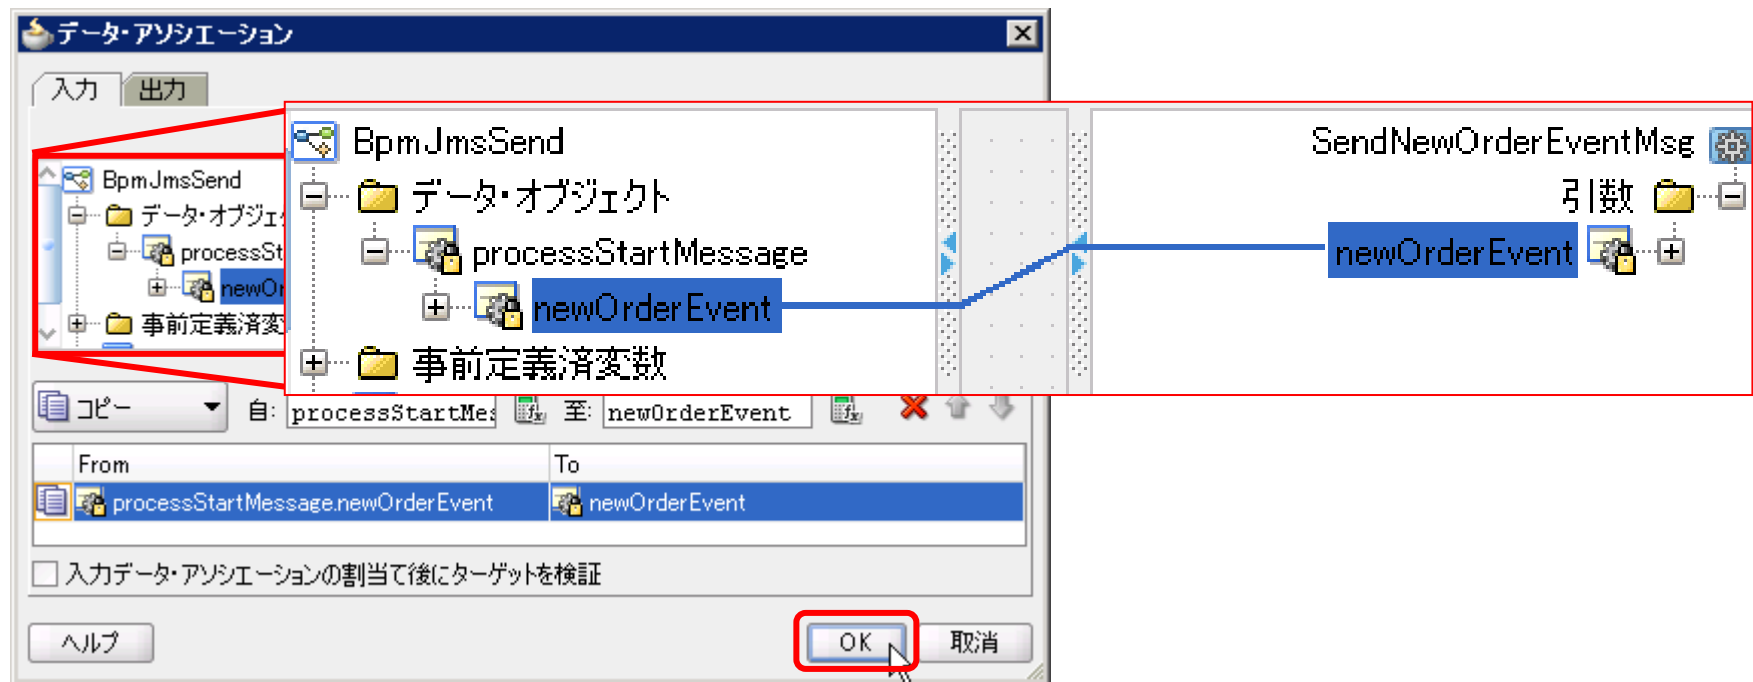 データ・アソシエーション
入力 出力
BpmJmsSend
データ・オブジェ
processSt
newOr
事前定義済変
BpmJmsSend
データ・オブジェクト
processStartMessage
newOrderEvent
事前定義済変数
SendNewOrderEventMsg
引数
newOrderEvent
コピー 自: processStartMes 至: newOrderEvent
From To
processStartMessage.newOrderEvent newOrderEvent
入力データ・アソシエーションの割当て後にターゲットを検証
ヘルプ OK 取消